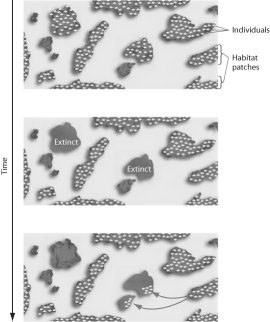 Individuals
Habitat
patches
Extinct
Extinct
Time